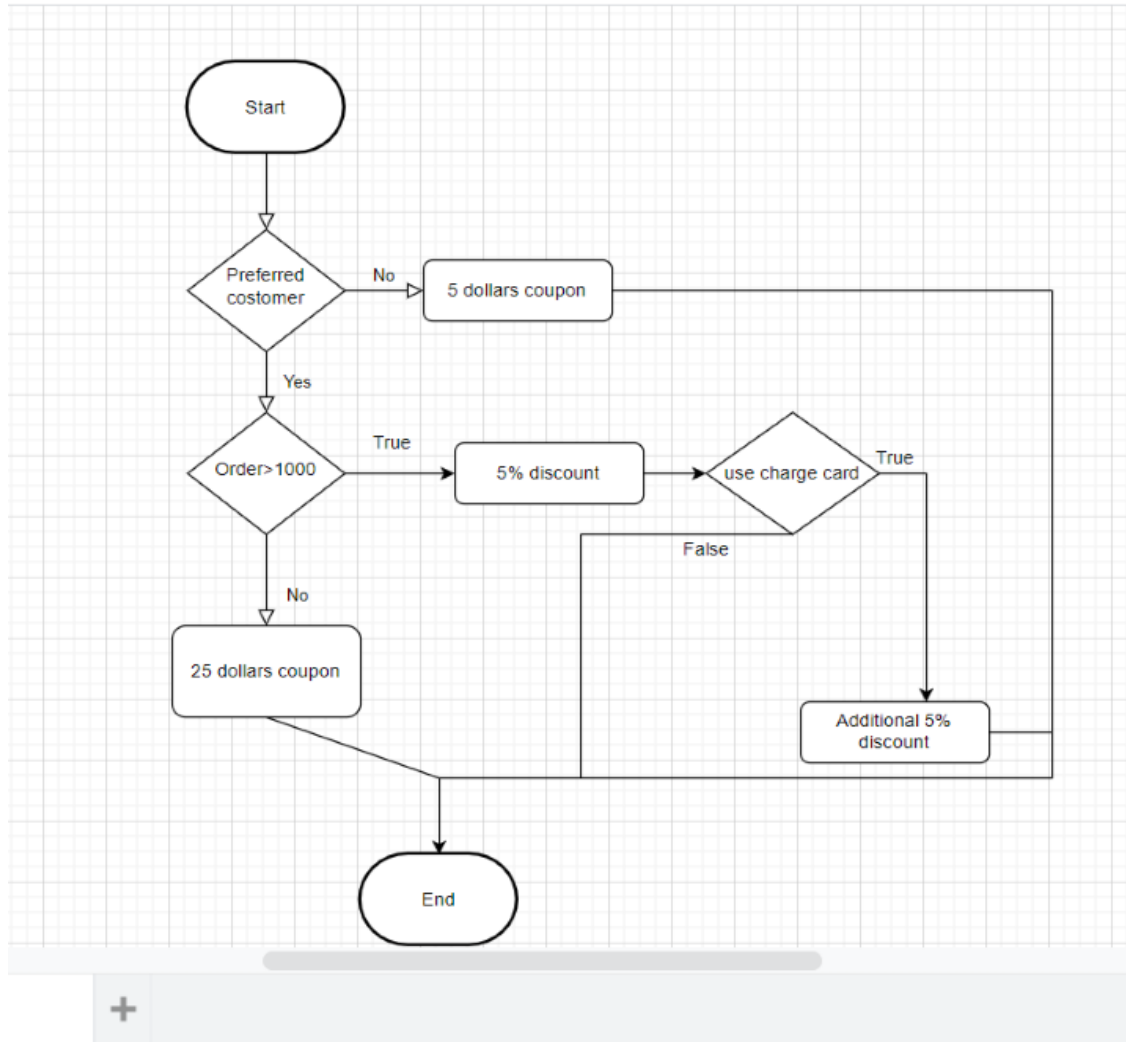 Start
Preferred
costomer
No
5 dollars coupon
Yes
Order>1000
True
5% discount
use charge card
True
False
No
25 dollars coupon
Additional 5%
discount
End